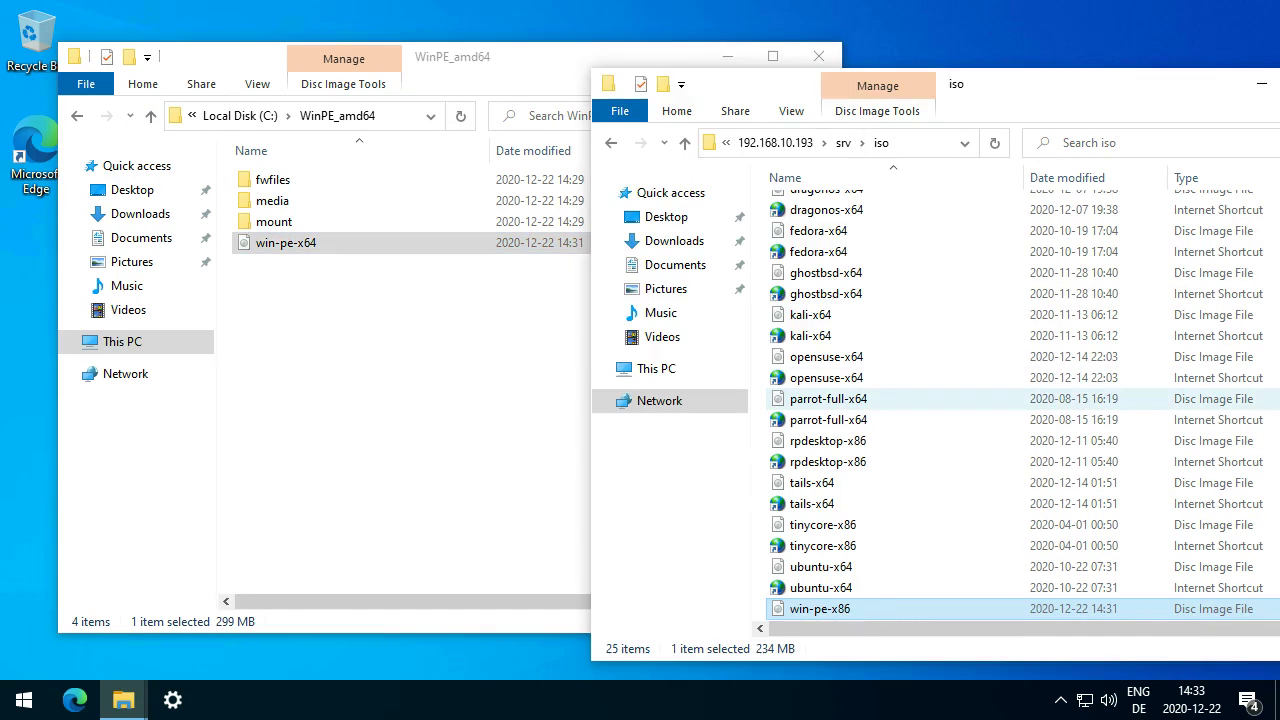 Recycle B
Microsoft
Edge
Manage
WinPE_amd64
File
Home
Share
View
Disc Image Tools
Local Disk (C:)
WinPE_amd64
Search Win
Name
Date modified
Quick access
Desktop
Downloads
Documents
Pictures
Music
Videos
This PC
Network
fwfiles
2020-12-22 14:29
media
2020-12-22 14:29
mount
2020-12-22 14:29
win-pe-x64
2020-12-22 14:31
4 items
1 item selected 299 MB
Manage
iso
File
Home
Share
View
Disc Image Tools
192.168.10.193
srv
iso
Search iso
Name
Date modified
Type
Quick access
Desktop
Downloads
Documents
Pictures
Music
Videos
This PC
Network
dragonos-x64 2020-12-07 19:38 Disc Image File
dragonos-x64 2020-12-07 19:38 Internet Shortcut
fedora-x64 2020-10-19 17:04 Disc Image File
fedora-x64 2020-10-19 17:04 Internet Shortcut
ghostbsd-x64 2020-11-28 10:40 Disc Image File
ghostbsd-x64 2020-11-28 10:40 Internet Shortcut
kali-x64 2020-11-13 06:12 Disc Image File
kali-x64 2020-11-13 06:12 Internet Shortcut
opensuse-x64 2020-12-14 22:03 Disc Image File
opensuse-x64 2020-12-14 22:03 Internet Shortcut
parrot-full-x64 2020-08-15 16:19 Disc Image File
parrot-full-x64 2020-08-15 16:19 Internet Shortcut
rpdesktop-x86 2020-12-11 05:40 Disc Image File
rpdesktop-x86 2020-12-11 05:40 Internet Shortcut
tails-x64 2020-12-14 01:51 Disc Image File
tails-x64 2020-12-14 01:51 Internet Shortcut
tinycore-x86 2020-04-01 00:50 Disc Image File
tinycore-x86 2020-04-01 00:50 Internet Shortcut
ubuntu-x64 2020-10-22 07:31 Disc Image File
ubuntu-x64 2020-10-22 07:31 Internet Shortcut
win-pe-x86 2020-12-22 14:31 Disc Image File
25 items
1 item selected 234 MB
ENG
DE
14:33
2020-12-22
4